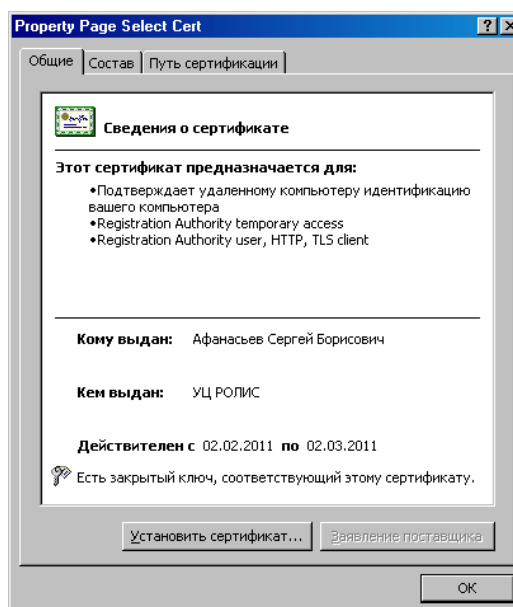 Property Page Select Cert
Общие Состав Путь сертификации
Сведения о сертификате
Этот сертификат предназначается для:
•Подтверждает удаленному компьютеру идентификацию
вашего компьютера
•Registration Authority temporary access
•Registration Authority user, HTTP, TLS client
Кому выдан: Афанасьев Сергей Борисович
Кем выдан: УЦ РОЛИС
Действителен с 02.02.2011 по 02.03.2011
Есть закрытый ключ, соответствующий этому сертификату.
Установить сертификат... Заявление поставщика
ОК